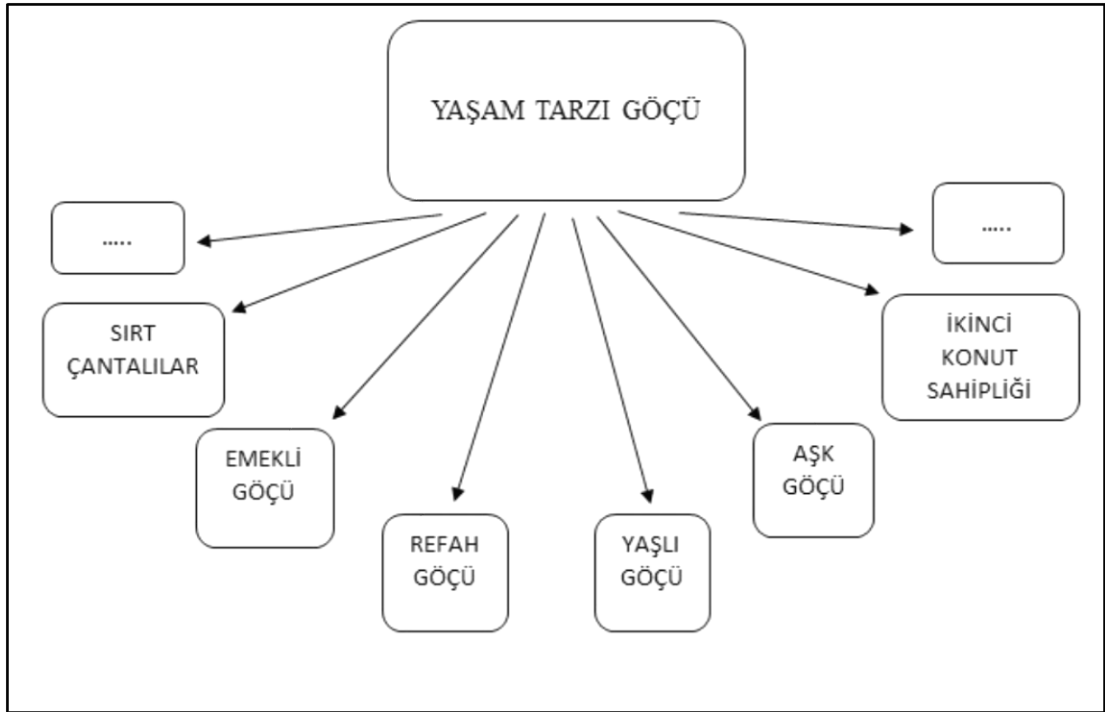 YAŞAM TARZI GÖÇÜ
.....
.....
SIRT
ÇANTALILAR
İKİNCİ
KONUT
SAHİPLİĞİ
EMEKLİ
GÖÇÜ
AŞK
GÖÇÜ
REFAH
GÖÇÜ
YAŞLI
GÖÇÜ